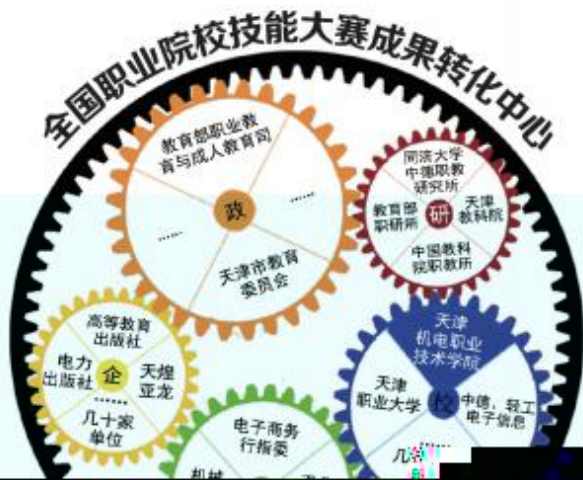 全国职业院校技能大赛成果转化中心
教育部职业教
育与成人教育司
……
政
……
天津市教育
委员会
同济大学
中德职教
研究所
教育部
职研所
研
天津
教科院
中国教科
院职教所
高等教育
出版社
电力
出版社
企
天煌
亚龙
……
几十家
单位
天津
机电职业
技术学院
天津
职业大学
校
中德，轻工
电子信息
……
电子商务
行指委
机械